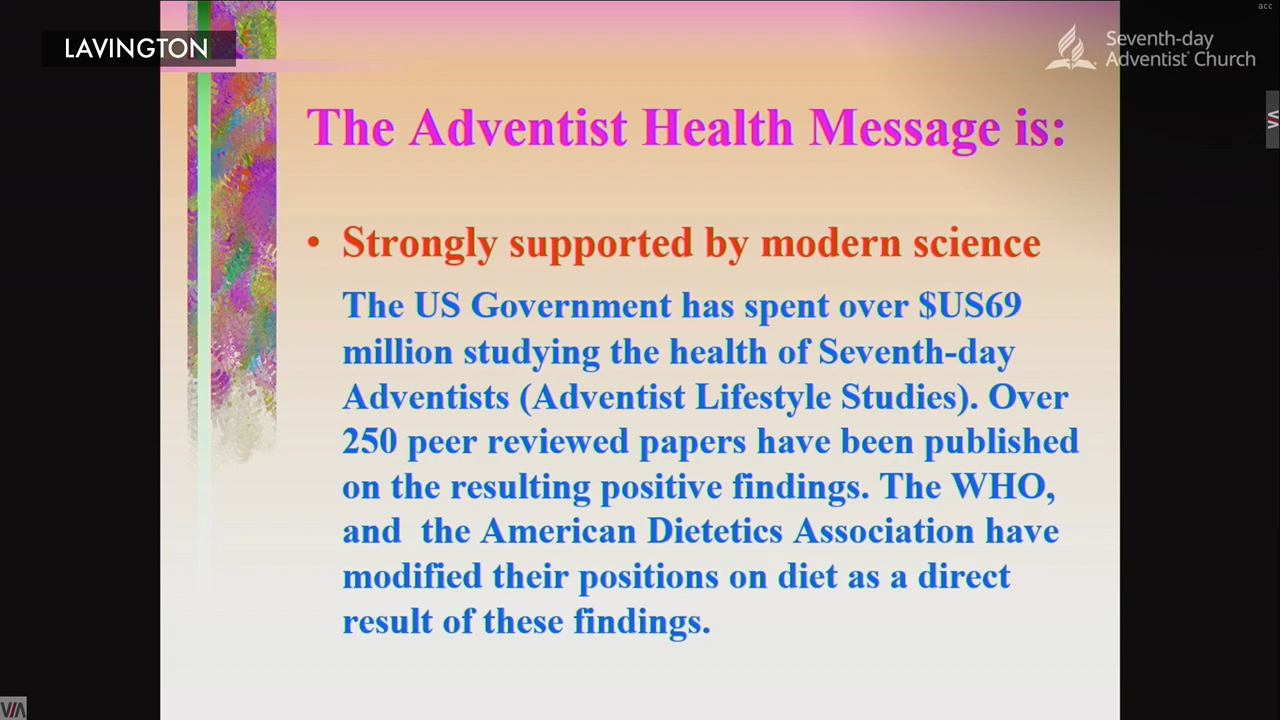 acc
LAVINGTON
Seventh-day
Adventist® Church
The Adventist Health Message is:
• Strongly supported by modern science
The US Government has spent over $US69
million studying the health of Seventh-day
Adventists (Adventist Lifestyle Studies). Over
250 peer reviewed papers have been published
on the resulting positive findings. The WHO,
and the American Dietetics Association have
modified their positions on diet as a direct
result of these findings.
VIA
VIA